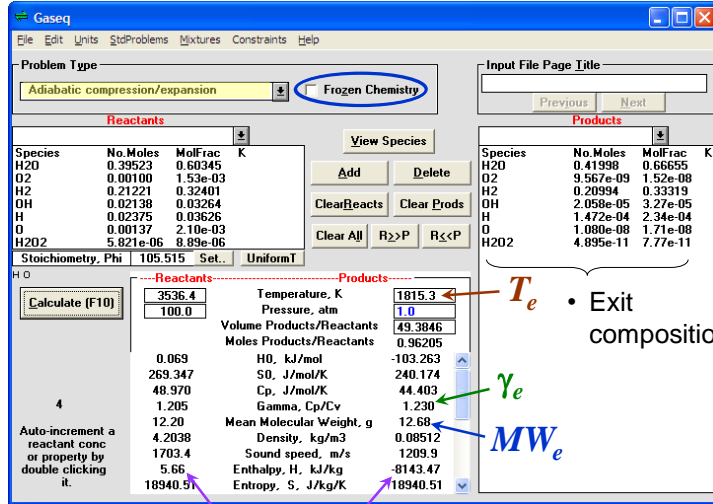 Gaseq
File Edit Units StdProblems Mixtures Constraints Help
Problem Type
Adiabatic compression/expansion
Frozen Chemistry
Input File Page Title
Previous Next
Reactants
Species No.Moles MolFrac K
H2O 0.39523 0.60345
O2 0.00100 1.53e-03
H2 0.21221 0.32401
OH 0.02138 0.03264
H 0.02375 0.03626
O 0.00137 2.10e-03
H2O2 5.821e-06 8.89e-06
Stoichiometry, Phi 105.515 Set.. UniformT
View Species
Add Delete
ClearReacts Clear Prods
Clear All R>>P R<<P
Products
Species No.Moles MolFrac K
H2O 0.41998 0.66655
O2 9.567e-09 1.52e-08
H2 0.20994 0.33319
OH 2.058e-05 3.27e-05
H 1.472e-04 2.34e-04
O 1.080e-08 1.71e-08
H2O2 4.895e-11 7.77e-11
H O
Calculate (F10)
4
Auto-increment a
reactant conc
or property by
double clicking
it.
----Reactants--------------------Products-----
3536.4 Temperature, K 1815.3
100.0 Pressure, atm 1.0
Volume Products/Reactants 49.3846
Moles Products/Reactants 0.96205
0.069 H0, kJ/mol -103.263
269.347 S0, J/mol/K 240.174
48.970 Cp, J/mol/K 44.403
1.205 Gamma, Cp/Cv 1.230
12.20 Mean Molecular Weight, g 12.68
4.2038 Density, kg/m3 0.08512
1703.4 Sound speed, m/s 1209.9
5.66 Enthalpy, H, kJ/kg -8143.47
18940.51 Entropy, S, J/kg/K 18940.51
Te
• Exit
compositio
γe
MWe